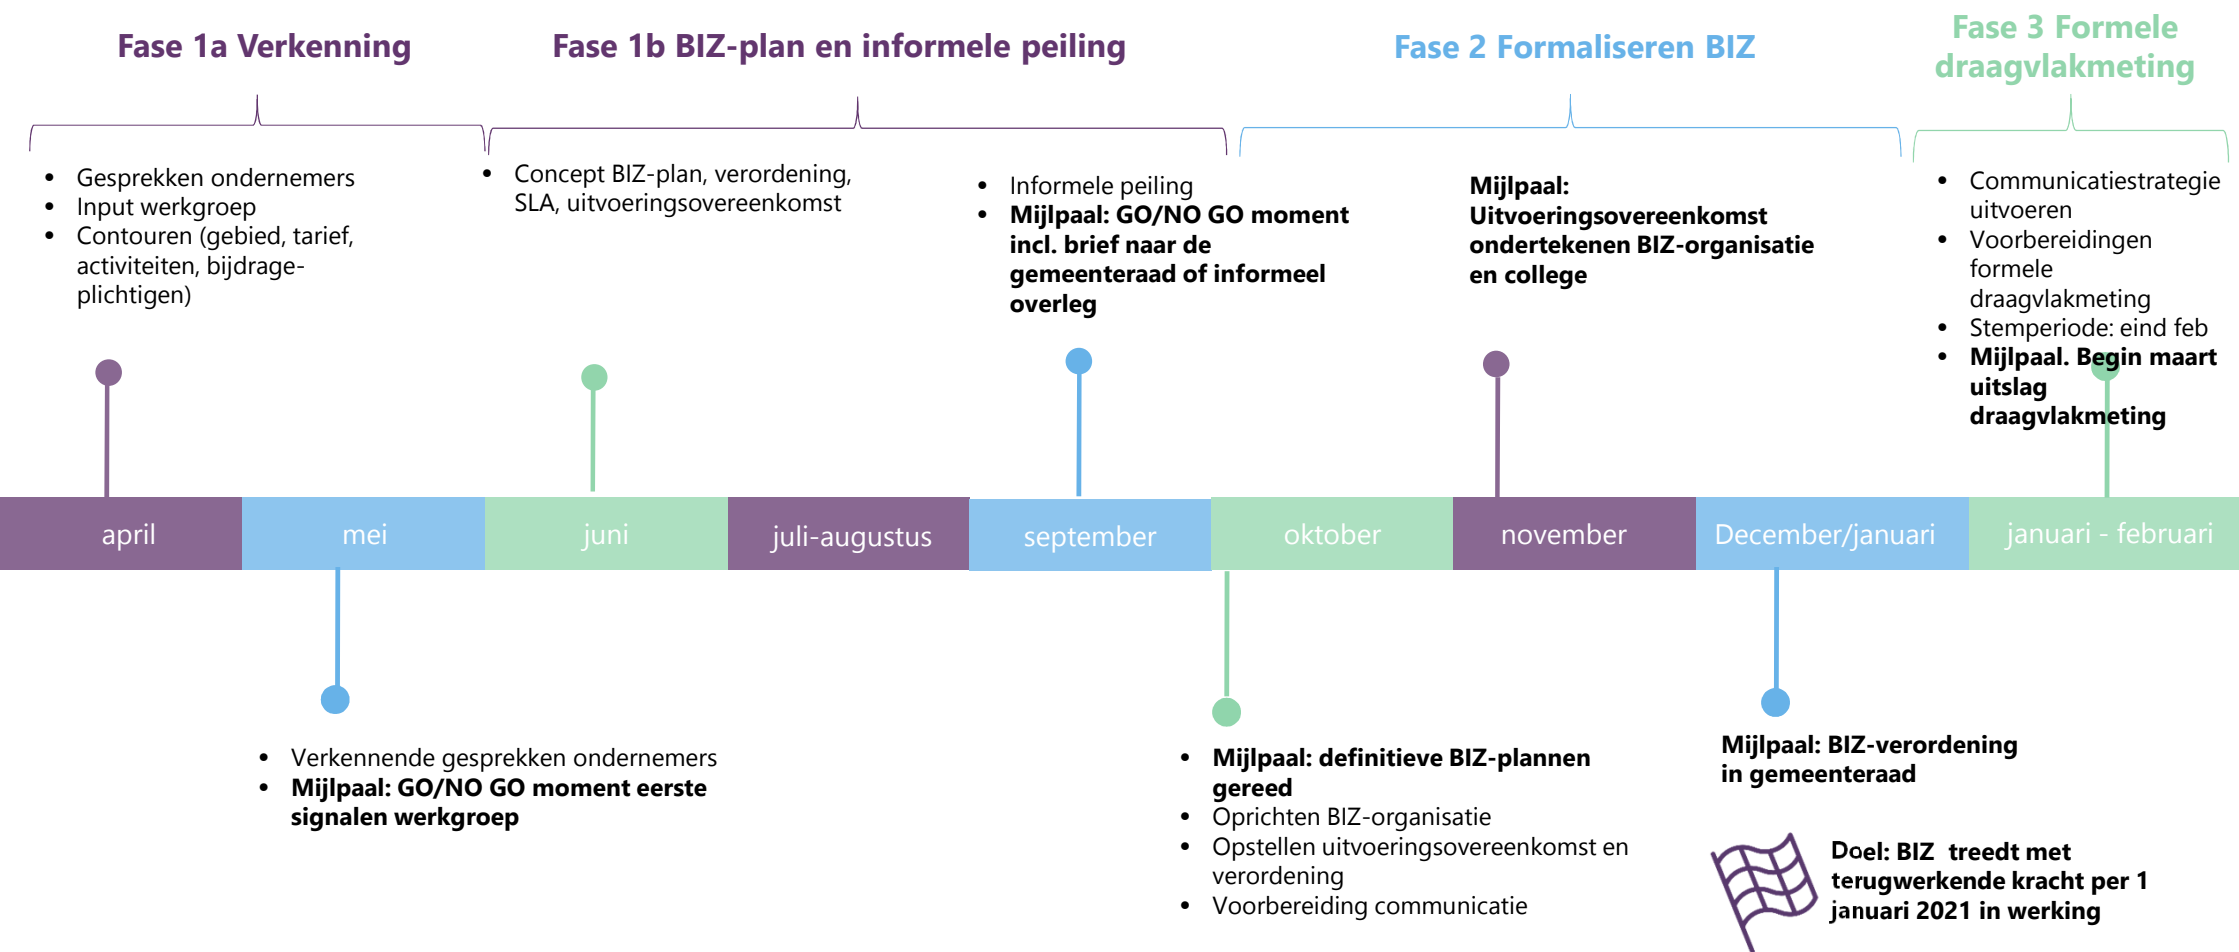 Fase 1a Verkenning
Fase 1b BIZ-plan en informele peiling
Fase 2 Formaliseren BIZ
Fase 3 Formele
draagvlakmeting
• Gesprekken ondernemers
• Input werkgroep
• Contouren (gebied, tarief,
activiteiten, bijdrage-
plichtigen)
• Concept BIZ-plan, verordening,
SLA, uitvoeringsovereenkomst
• Informele peiling
• Mijlpaal: GO/NO GO moment
incl. brief naar de
gemeenteraad of informeel
overleg
Mijlpaal:
Uitvoeringsovereenkomst
ondertekenen BIZ-organisatie
en college
• Communicatiestrategie
uitvoeren
• Voorbereidingen
formele
draagvlakmeting
• Stemperiode: eind feb
• Mijlpaal. Begin maart
uitslag
draagvlakmeting
april
mei
juni
juli-augustus
september
oktober
november
December/januari
januari - februari
• Verkennende gesprekken ondernemers
• Mijlpaal: GO/NO GO moment eerste
signalen werkgroep
• Mijlpaal: definitieve BIZ-plannen
gereed
• Oprichten BIZ-organisatie
• Opstellen uitvoeringsovereenkomst en
verordening
• Voorbereiding communicatie
Mijlpaal: BIZ-verordening
in gemeenteraad
Doel: BIZ  treedt met
terugwerkende kracht per 1
januari 2021 in werking